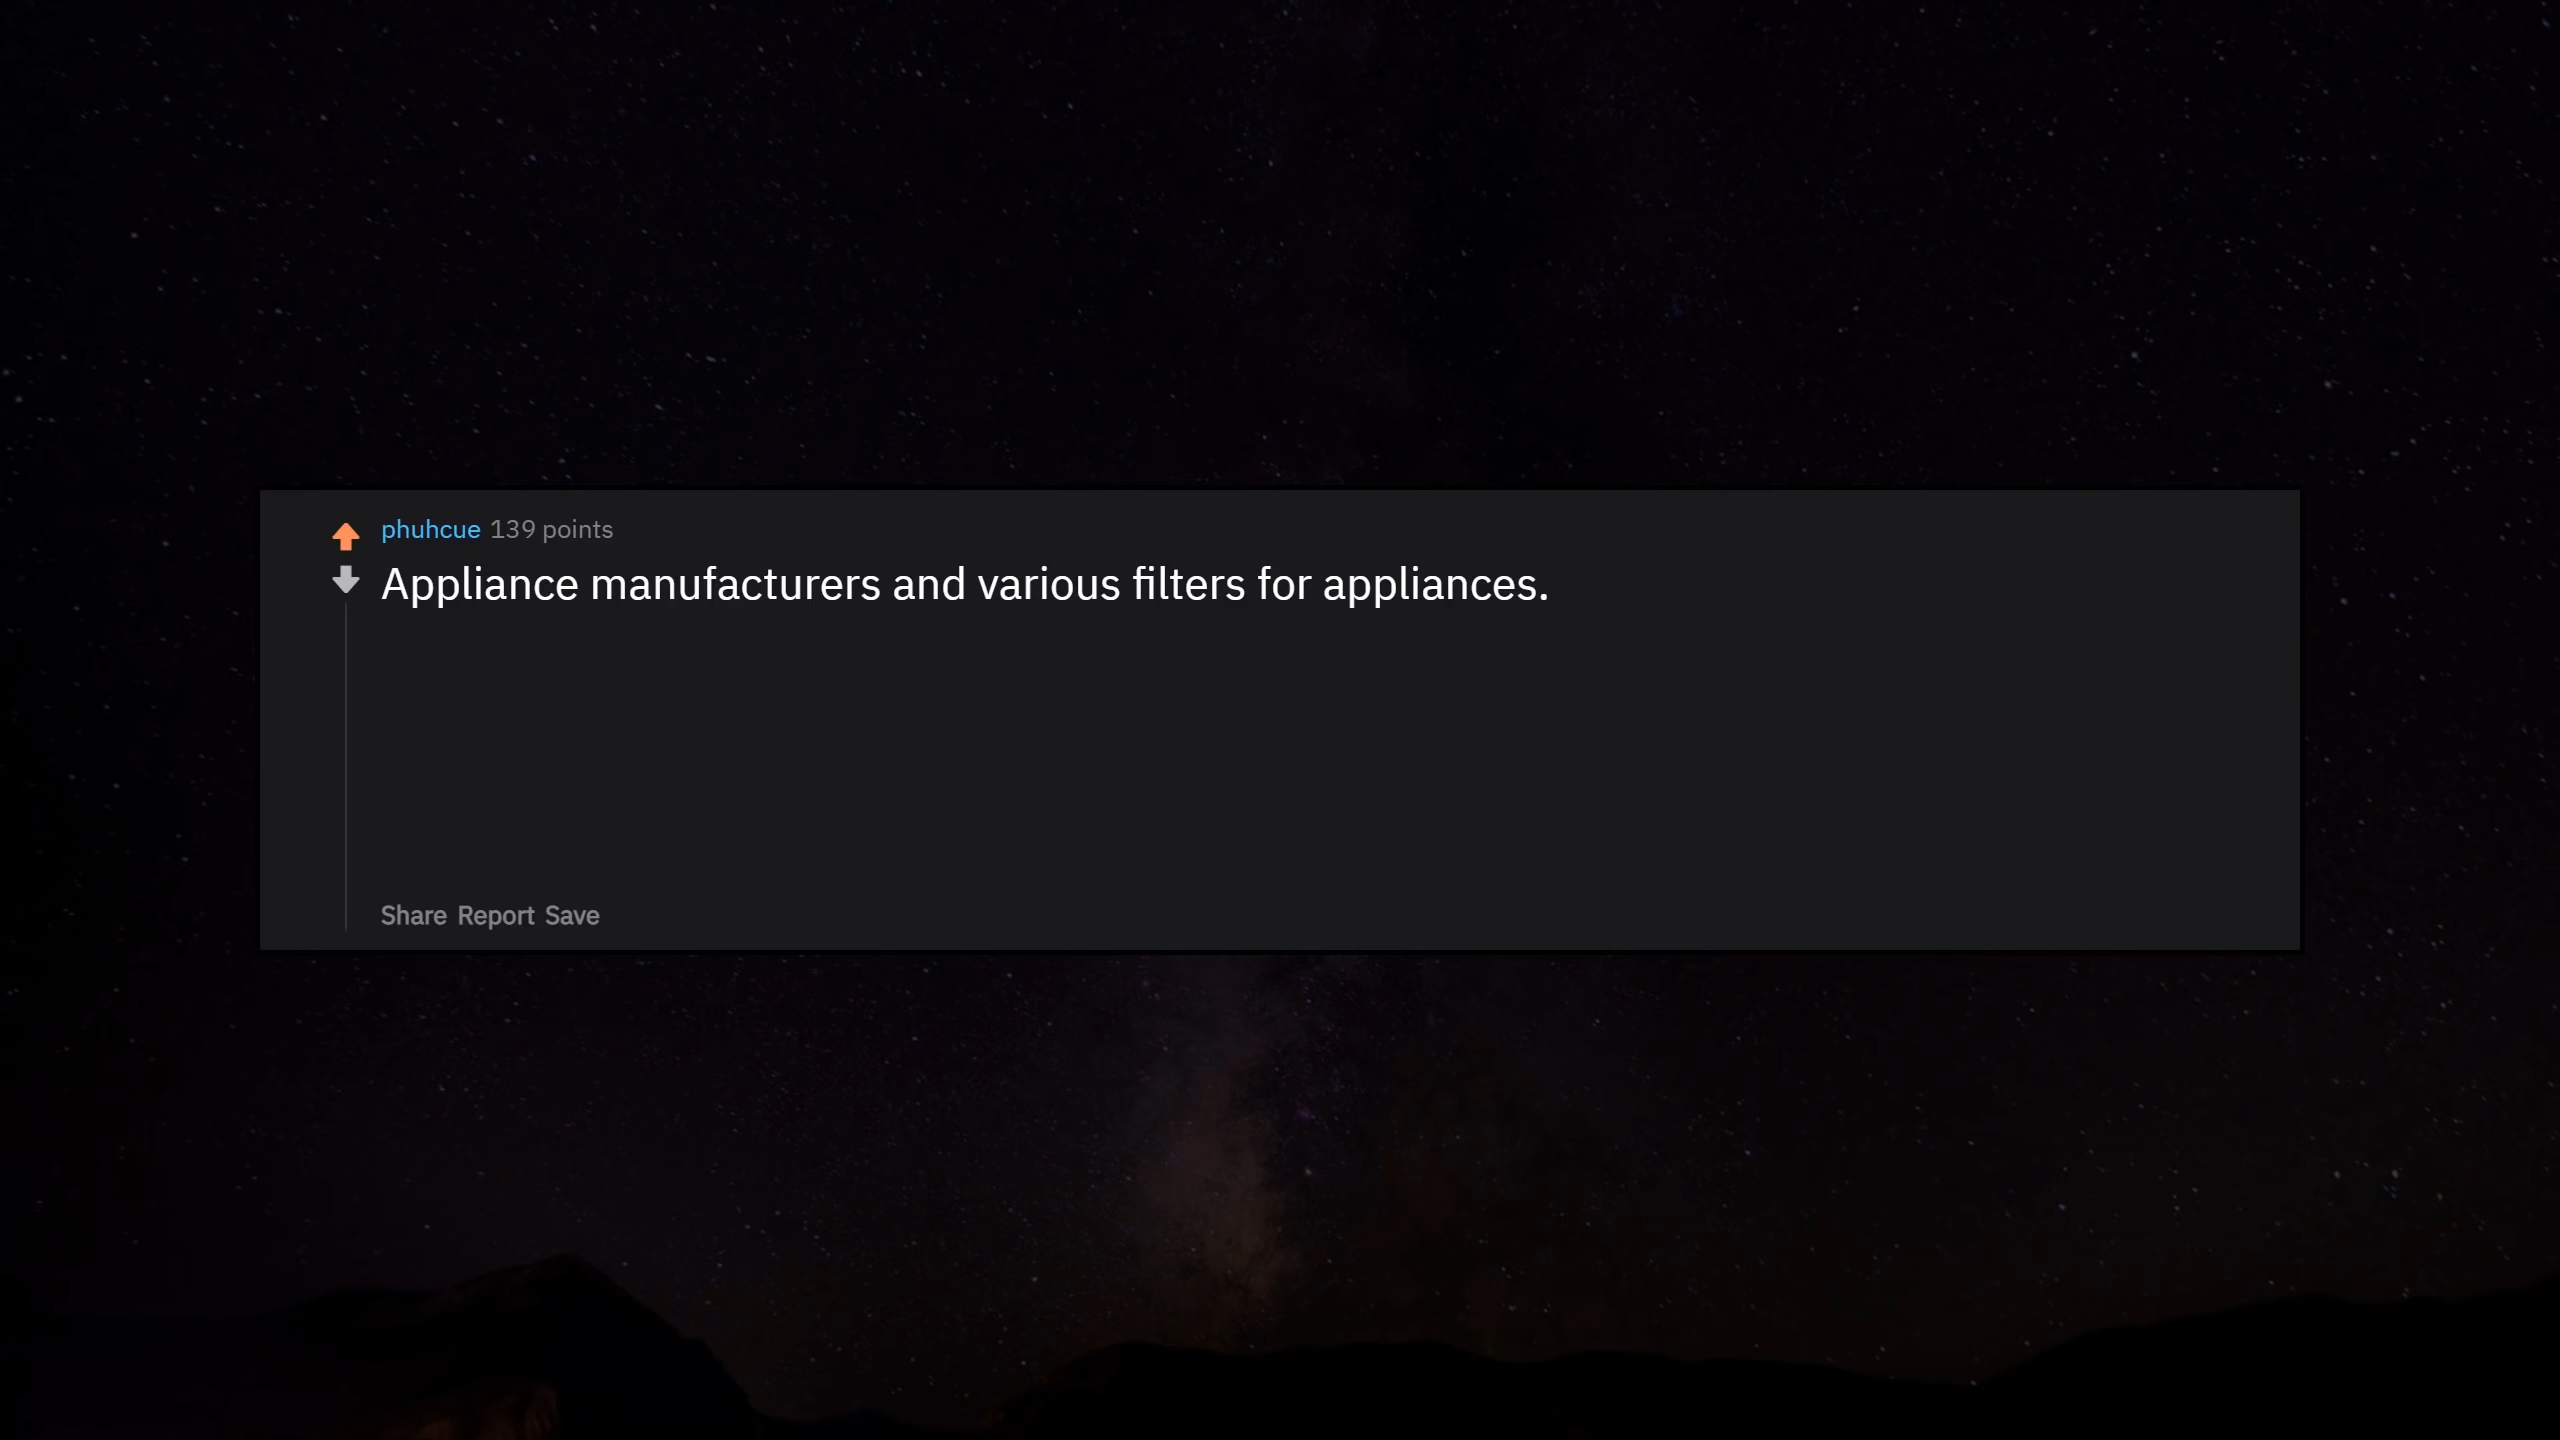 phuhcue 139 points
Appliance manufacturers and various filters for appliances.
Share Report Save